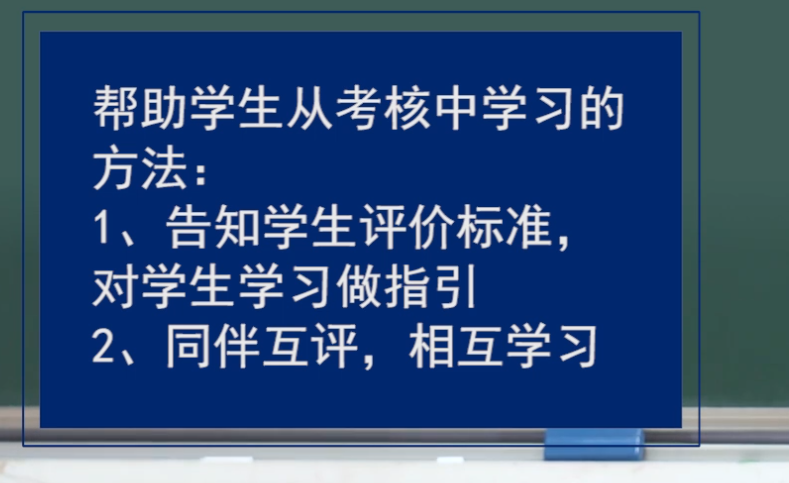 帮助学生从考核中学习的
方法：
1、告知学生评价标准，
对学生学习做指引
2、同伴互评，相互学习